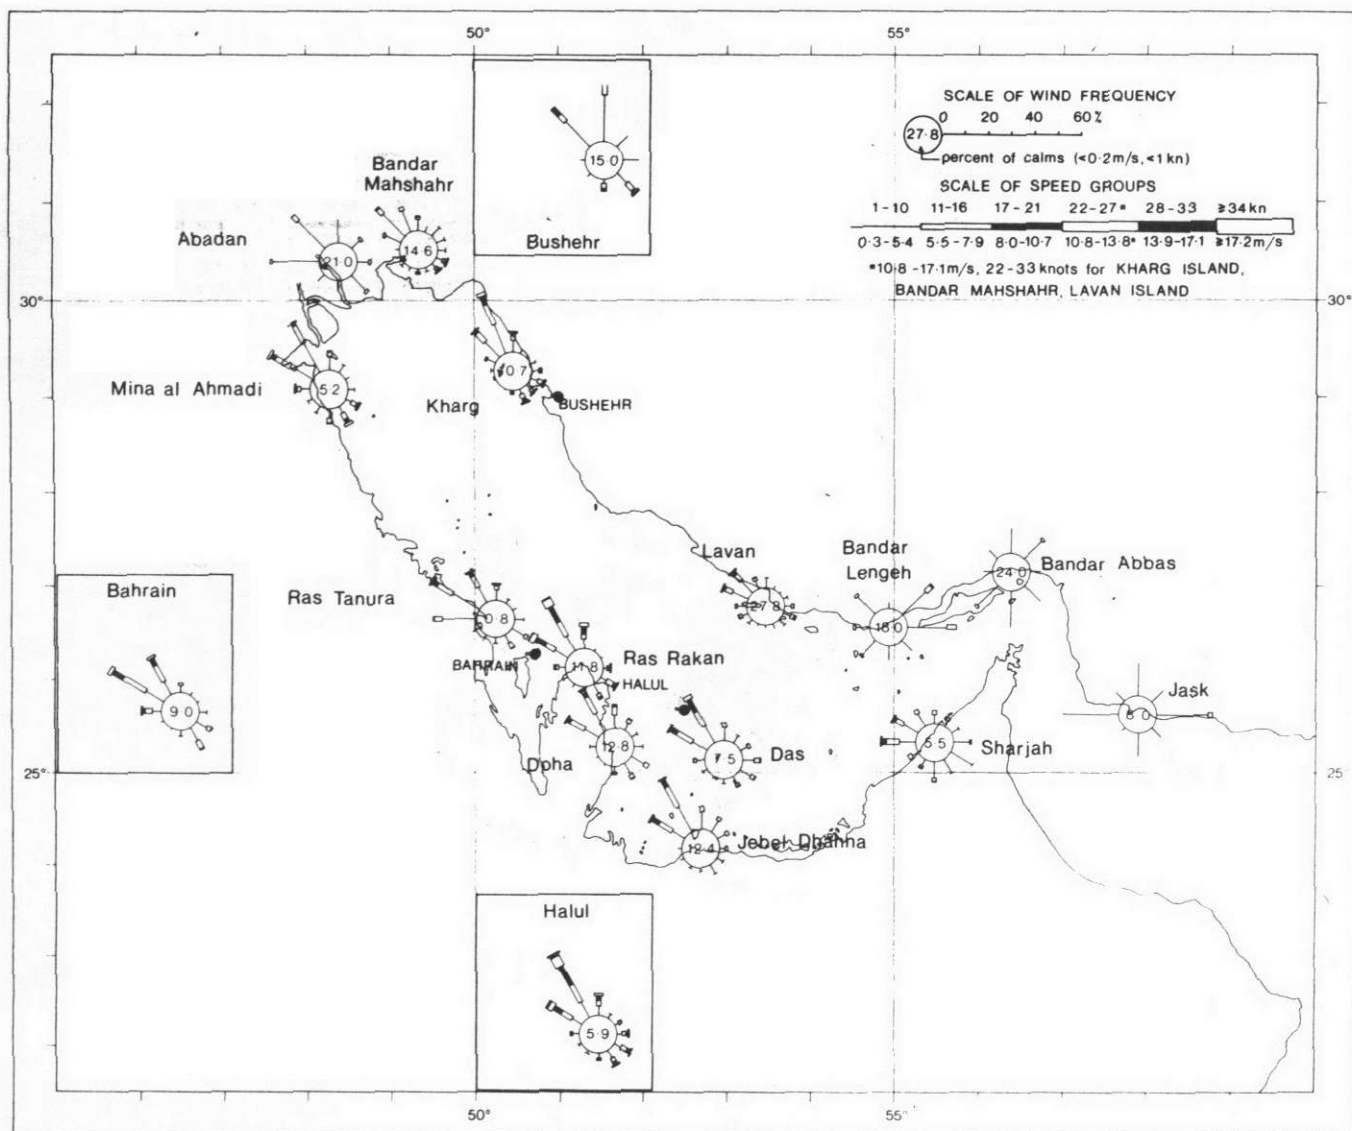 50°
55°
SCALE OF WIND FREQUENCY
0 20 40 60%
27·8
percent of calms (<0·2m/s, <1kn)
SCALE OF SPEED GROUPS
1-10 11-16 17-21 22-27* 28-33 ≥34kn
0·3-5·4 5·5-7·9 8·0-10·7 10·8-13·8* 13·9-17·1 ≥17·2m/s
*10·8-17·1m/s, 22-33knots for KHARG ISLAND,
BANDAR MAHSHAHR, LAVAN ISLAND
15·0
Bushehr
Bandar
Mahshahr
14·6
Abadan
21·0
30°
30°
Mina al Ahmadi
5·2
Kharg
0·7
BUSHEHR
Lavan
27·8
Bandar
Lengeh
18·0
Bandar Abbas
24·0
Bahrain
9·0
Ras Tanura
0·8
BAHRAIN
Ras Rakan
11·8
HALUL
Doha
12·8
Das
7·5
Sharjah
5·5
Jask
25°
25°
Jebel Dhanna
12·4
Halul
5·9
50°
55°